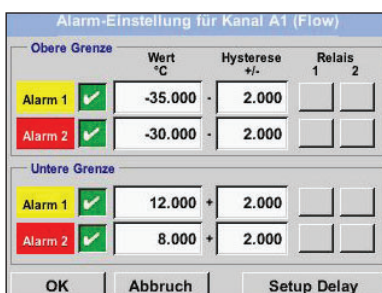 Alarm-Einstellung für Kanal A1 (Flow)
Obere Grenze
Wert Hysterese Relais
°C +/- 1 2
Alarm 1 -35.000 - 2.000
Alarm 2 -30.000 - 2.000
Untere Grenze
Alarm 1 12.000 + 2.000
Alarm 2 8.000 + 2.000
OK Abbruch Setup Delay